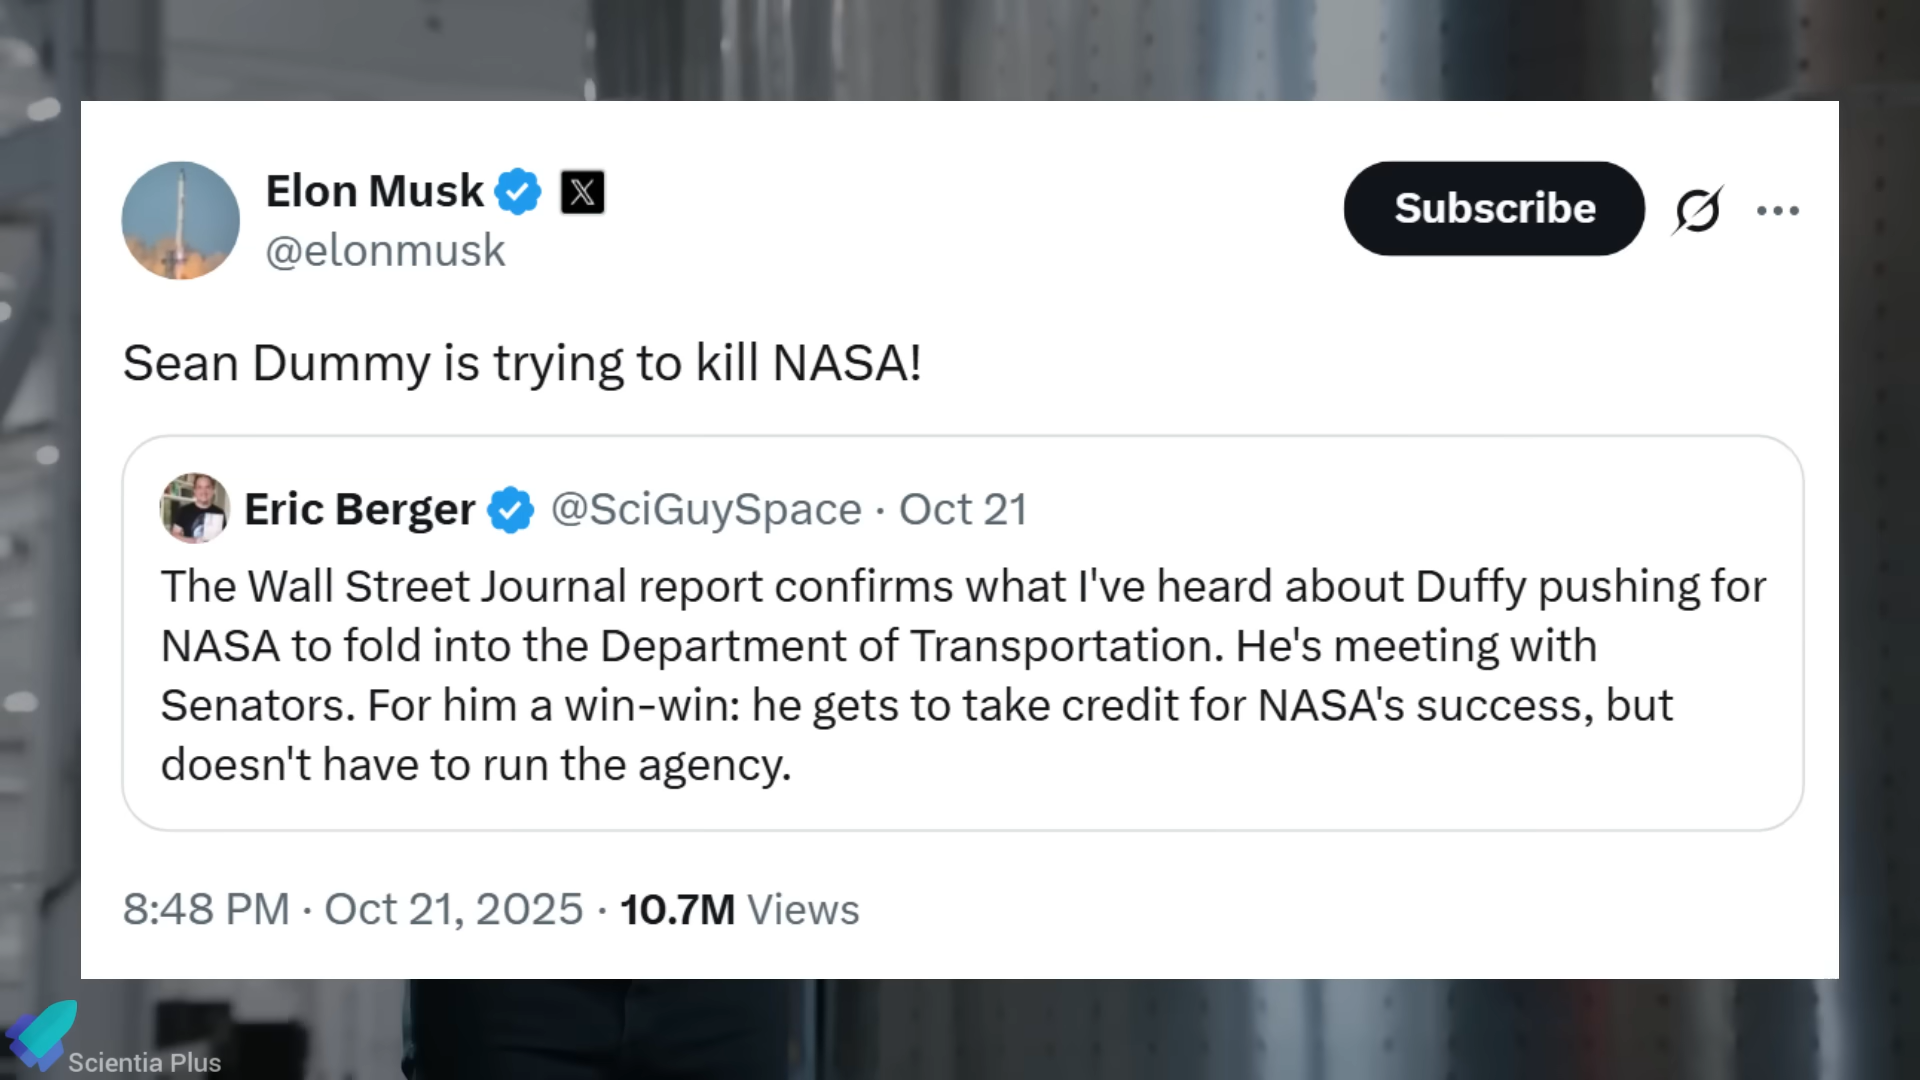 Elon Musk
Subscribe
@elonmusk
Sean Dummy is trying to kill NASA!
Eric Berger @SciGuySpace · Oct 21
The Wall Street Journal report confirms what I've heard about Duffy pushing for
NASA to fold into the Department of Transportation. He's meeting with
Senators. For him a win-win: he gets to take credit for NASA's success, but
doesn't have to run the agency.
8:48 PM · Oct 21, 2025 · 10.7M Views
Scientia Plus